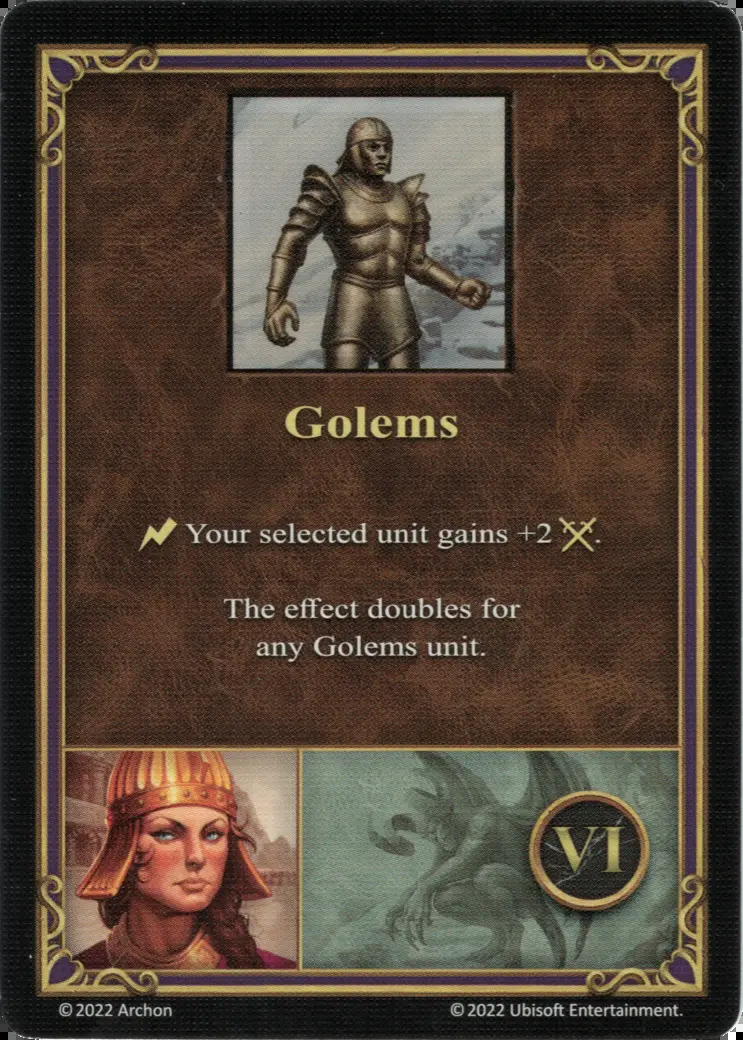 Golems
Your selected unit gains +2 .
The effect doubles for
any Golems unit.
VI
© 2022 Archon
© 2022 Ubisoft Entertainment.